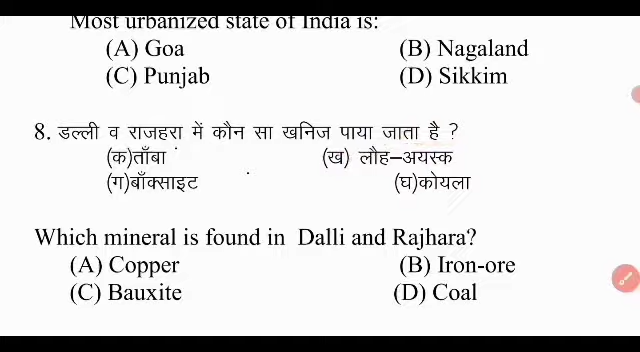 Most urbanized state of India is:
(A) Goa (B) Nagaland
(C) Punjab (D) Sikkim
8. डल्ली व राजहरा में कौन सा खनिज पाया जाता है ?
(क)ताँबा (ख) लौह–अयस्क
(ग)बाँक्साइट (घ)कोयला
Which mineral is found in Dalli and Rajhara?
(A) Copper (B) Iron-ore
(C) Bauxite (D) Coal